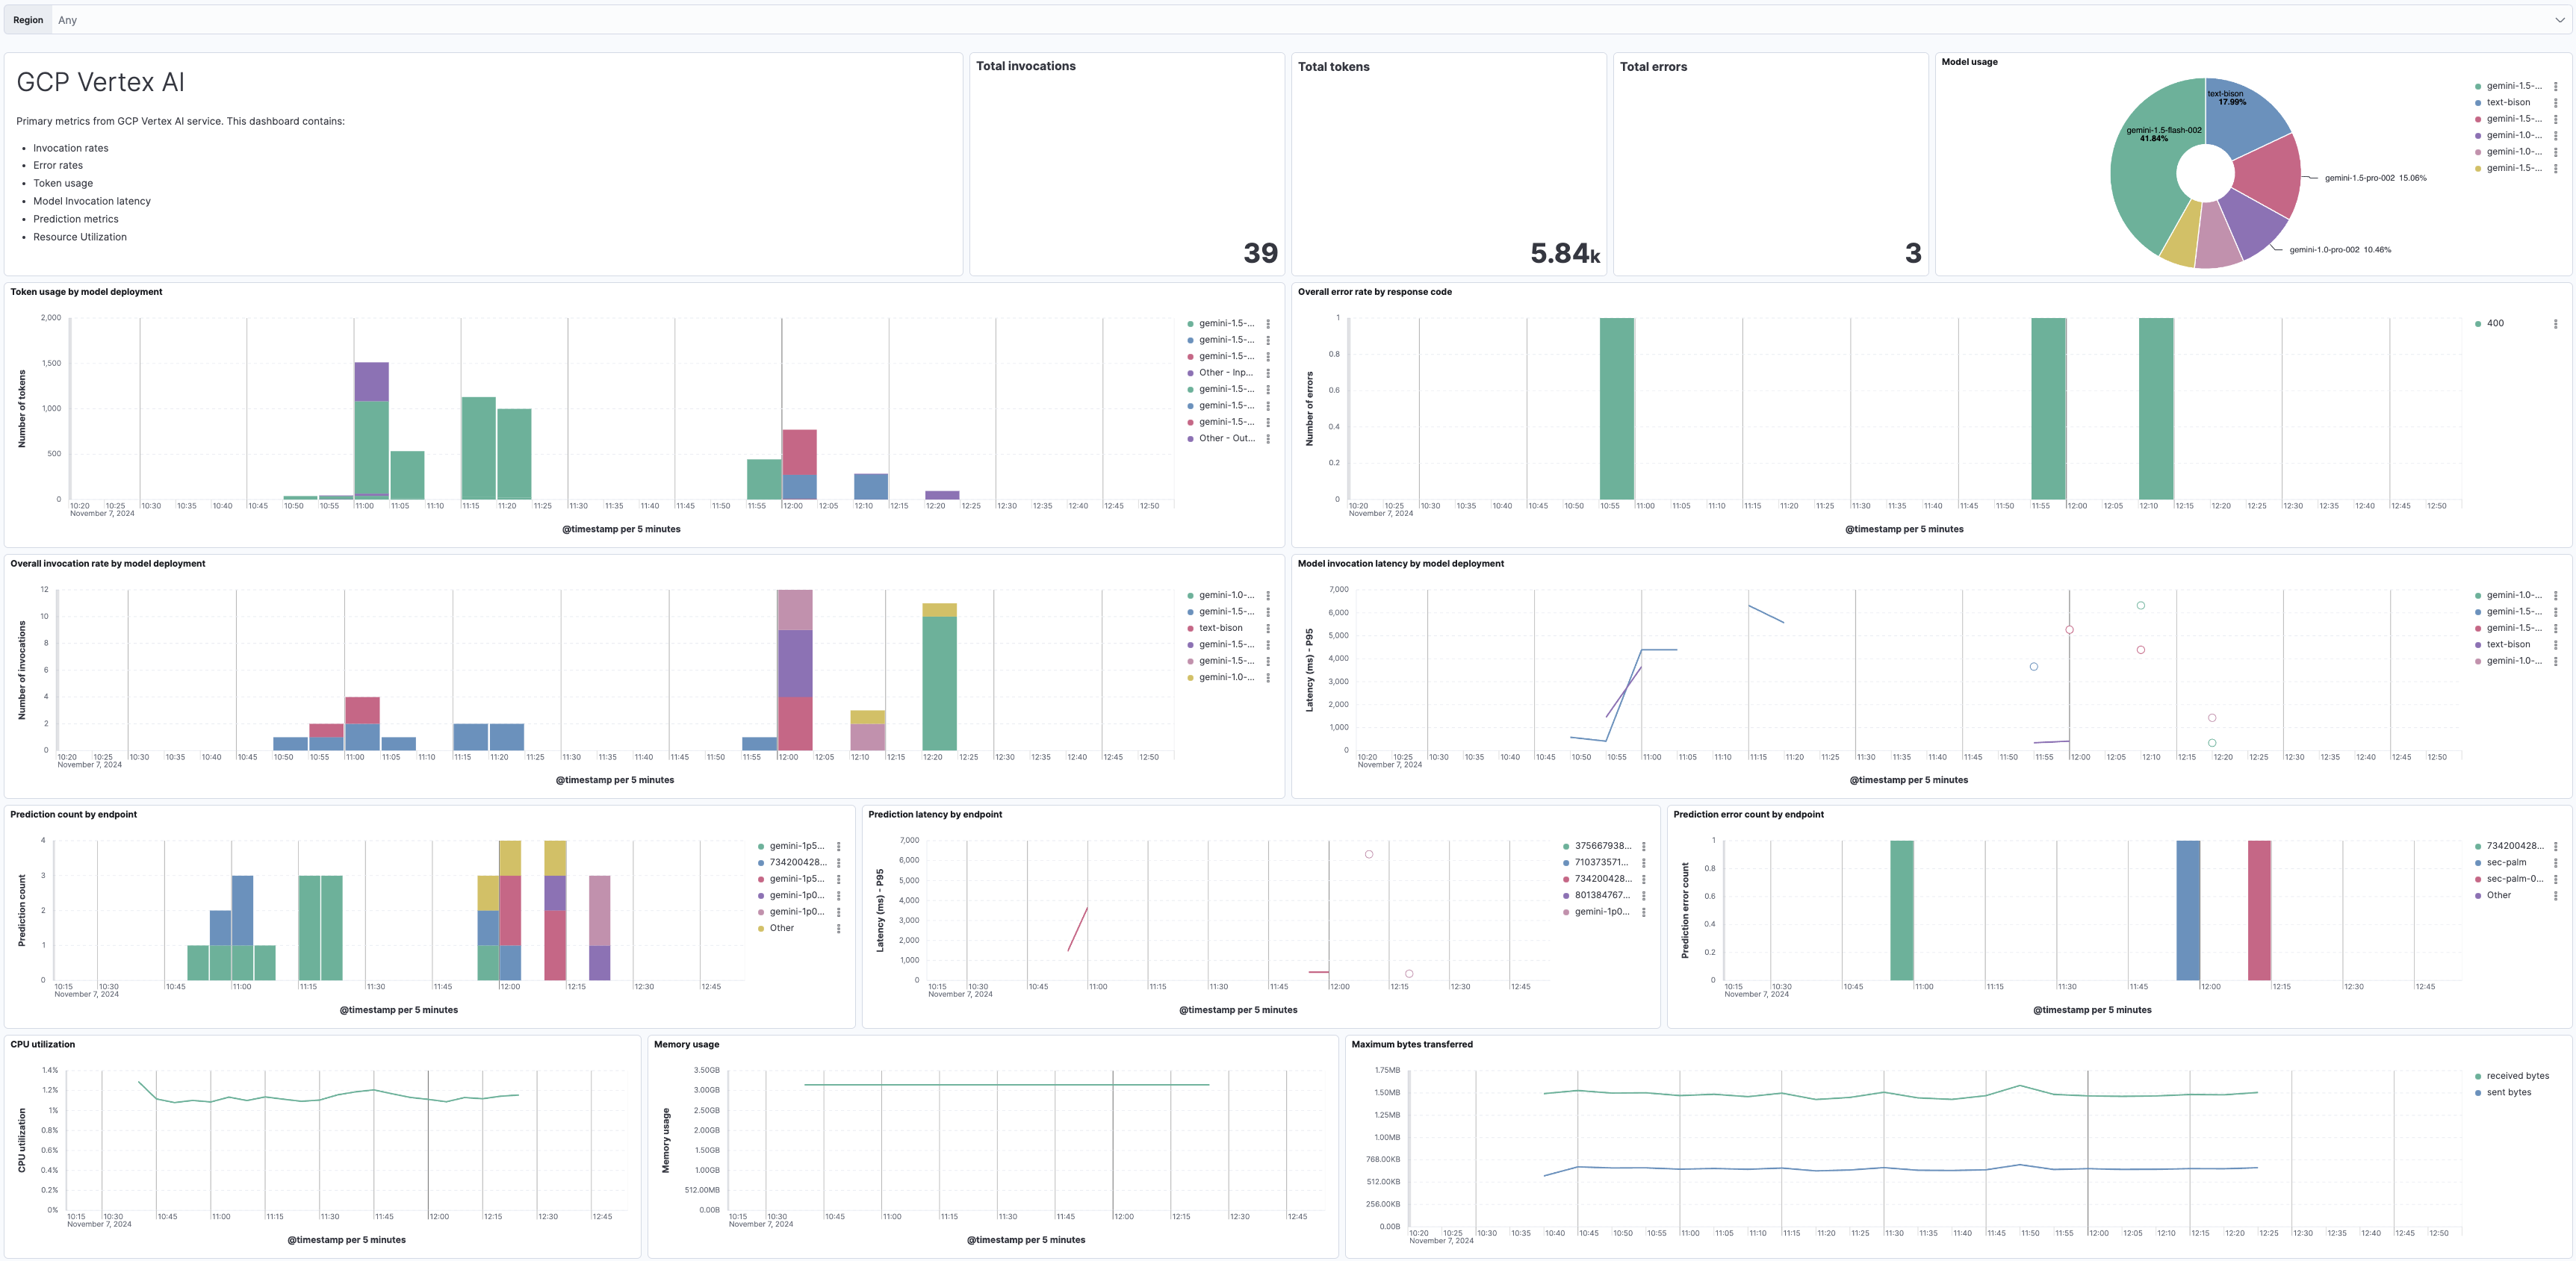 Region Any
GCP Vertex AI
Primary metrics from GCP Vertex AI service. This dashboard contains:
• Invocation rates
• Error rates
• Token usage
• Model Invocation latency
• Prediction metrics
• Resource Utilization
Total invocations
39
Total tokens
5.84k
Total errors
3
Model usage
text-bison
17.99%
gemini-1.5-flash-002
41.84%
gemini-1.5-pro-002 15.06%
gemini-1.0-pro-002 10.46%
gemini-1.5-...
text-bison
gemini-1.5-...
gemini-1.0-...
gemini-1.0-...
gemini-1.5-...
Token usage by model deployment
Number of tokens
2,000
1,500
1,000
500
0
10:20 10:25 10:30 10:35 10:40 10:45 10:50 10:55 11:00 11:05 11:10 11:15 11:20 11:25 11:30 11:35 11:40 11:45 11:50 11:55 12:00 12:05 12:10 12:15 12:20 12:25 12:30 12:35 12:40 12:45 12:50
November 7, 2024
@timestamp per 5 minutes
gemini-1.5-...
gemini-1.5-...
gemini-1.5-...
Other - Inp...
gemini-1.5-...
gemini-1.5-...
gemini-1.5-...
Other - Out...
Overall error rate by response code
Number of errors
1
0.8
0.6
0.4
0.2
0
10:20 10:25 10:30 10:35 10:40 10:45 10:50 10:55 11:00 11:05 11:10 11:15 11:20 11:25 11:30 11:35 11:40 11:45 11:50 11:55 12:00 12:05 12:10 12:15 12:20 12:25 12:30 12:35 12:40 12:45 12:50
November 7, 2024
@timestamp per 5 minutes
400
Overall invocation rate by model deployment
Number of invocations
12
10
8
6
4
2
0
10:20 10:25 10:30 10:35 10:40 10:45 10:50 10:55 11:00 11:05 11:10 11:15 11:20 11:25 11:30 11:35 11:40 11:45 11:50 11:55 12:00 12:05 12:10 12:15 12:20 12:25 12:30 12:35 12:40 12:45 12:50
November 7, 2024
@timestamp per 5 minutes
gemini-1.0-...
gemini-1.5-...
text-bison
gemini-1.5-...
gemini-1.5-...
gemini-1.0-...
Model invocation latency by model deployment
Latency (ms) - P95
7,000
6,000
5,000
4,000
3,000
2,000
1,000
0
10:20 10:25 10:30 10:35 10:40 10:45 10:50 10:55 11:00 11:05 11:10 11:15 11:20 11:25 11:30 11:35 11:40 11:45 11:50 11:55 12:00 12:05 12:10 12:15 12:20 12:25 12:30 12:35 12:40 12:45 12:50
November 7, 2024
@timestamp per 5 minutes
gemini-1.0-...
gemini-1.5-...
gemini-1.5-...
text-bison
gemini-1.0-...
Prediction count by endpoint
Prediction count
4
3
2
1
0
10:15 10:30 10:45 11:00 11:15 11:30 11:45 12:00 12:15 12:30 12:45
November 7, 2024
@timestamp per 5 minutes
gemini-1p5...
734200428...
gemini-1p5...
gemini-1p0...
gemini-1p0...
Other
Prediction latency by endpoint
Latency (ms) - P95
7,000
6,000
5,000
4,000
3,000
2,000
1,000
0
10:15 10:30 10:45 11:00 11:15 11:30 11:45 12:00 12:15 12:30 12:45
November 7, 2024
@timestamp per 5 minutes
375667938...
710373571...
734200428...
801384767...
gemini-1p0...
Prediction error count by endpoint
Prediction error count
1
0.8
0.6
0.4
0.2
0
10:15 10:30 10:45 11:00 11:15 11:30 11:45 12:00 12:15 12:30 12:45
November 7, 2024
@timestamp per 5 minutes
734200428...
sec-palm
sec-palm-0...
Other
CPU utilization
CPU utilization
1.4%
1.2%
1%
0.8%
0.6%
0.4%
0.2%
0%
10:15 10:30 10:45 11:00 11:15 11:30 11:45 12:00 12:15 12:30 12:45
November 7, 2024
@timestamp per 5 minutes
Memory usage
Memory usage
3.50GB
3.00GB
2.50GB
2.00GB
1.50GB
1.00GB
512.00MB
0.00B
10:15 10:30 10:45 11:00 11:15 11:30 11:45 12:00 12:15 12:30 12:45
November 7, 2024
@timestamp per 5 minutes
Maximum bytes transferred
1.75MB
1.50MB
1.25MB
1.00MB
768.00KB
512.00KB
256.00KB
0.00B
10:20 10:25 10:30 10:35 10:40 10:45 10:50 10:55 11:00 11:05 11:10 11:15 11:20 11:25 11:30 11:35 11:40 11:45 11:50 11:55 12:00 12:05 12:10 12:15 12:20 12:25 12:30 12:35 12:40 12:45 12:50
November 7, 2024
@timestamp per 5 minutes
received bytes
sent bytes